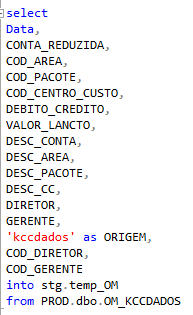 select
Data,
CONTA_REDUZIDA,
COD_AREA,
COD_PACOTE,
COD_CENTRO_CUSTO,
DEBITO_CREDITO,
VALOR_LANCTO,
DESC_CONTA,
DESC_AREA,
DESC_PACOTE,
DESC_CC,
DIRETOR,
GERENTE,
'kccdados' as ORIGEM,
COD_DIRETOR,
COD_GERENTE
into stg.temp_OM
from PROD.dbo.OM_KCCDADOS